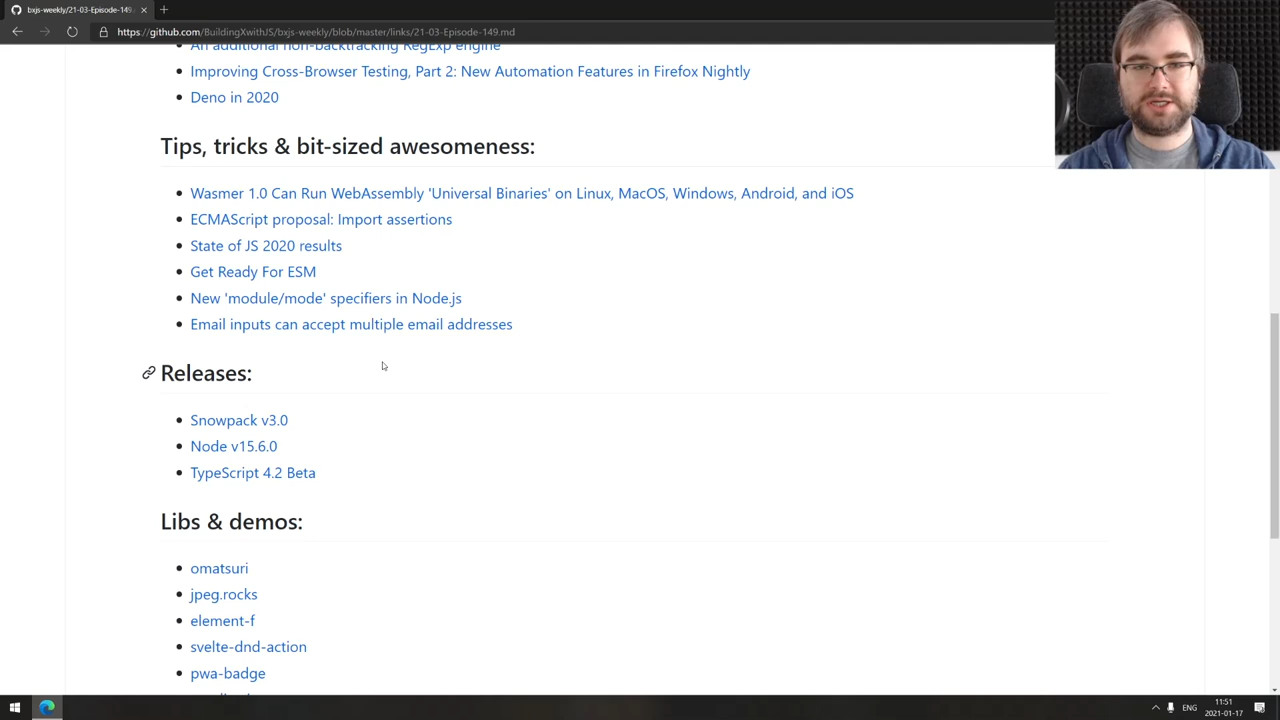 bxjs-weekly/21-03-Episode-149.
https://github.com/BuildingXwithJS/bxjs-weekly/blob/master/links/21-03-Episode-149.md
An additional non-backtracking RegExp engine
Improving Cross-Browser Testing, Part 2: New Automation Features in Firefox Nightly
Deno in 2020
Tips, tricks & bit-sized awesomeness:
Wasmer 1.0 Can Run WebAssembly 'Universal Binaries' on Linux, MacOS, Windows, Android, and iOS
ECMAScript proposal: Import assertions
State of JS 2020 results
Get Ready For ESM
New 'module/mode' specifiers in Node.js
Email inputs can accept multiple email addresses
Releases:
Snowpack v3.0
Node v15.6.0
TypeScript 4.2 Beta
Libs & demos:
omatsuri
jpeg.rocks
element-f
svelte-dnd-action
pwa-badge
ENG
11:51
2021-01-17